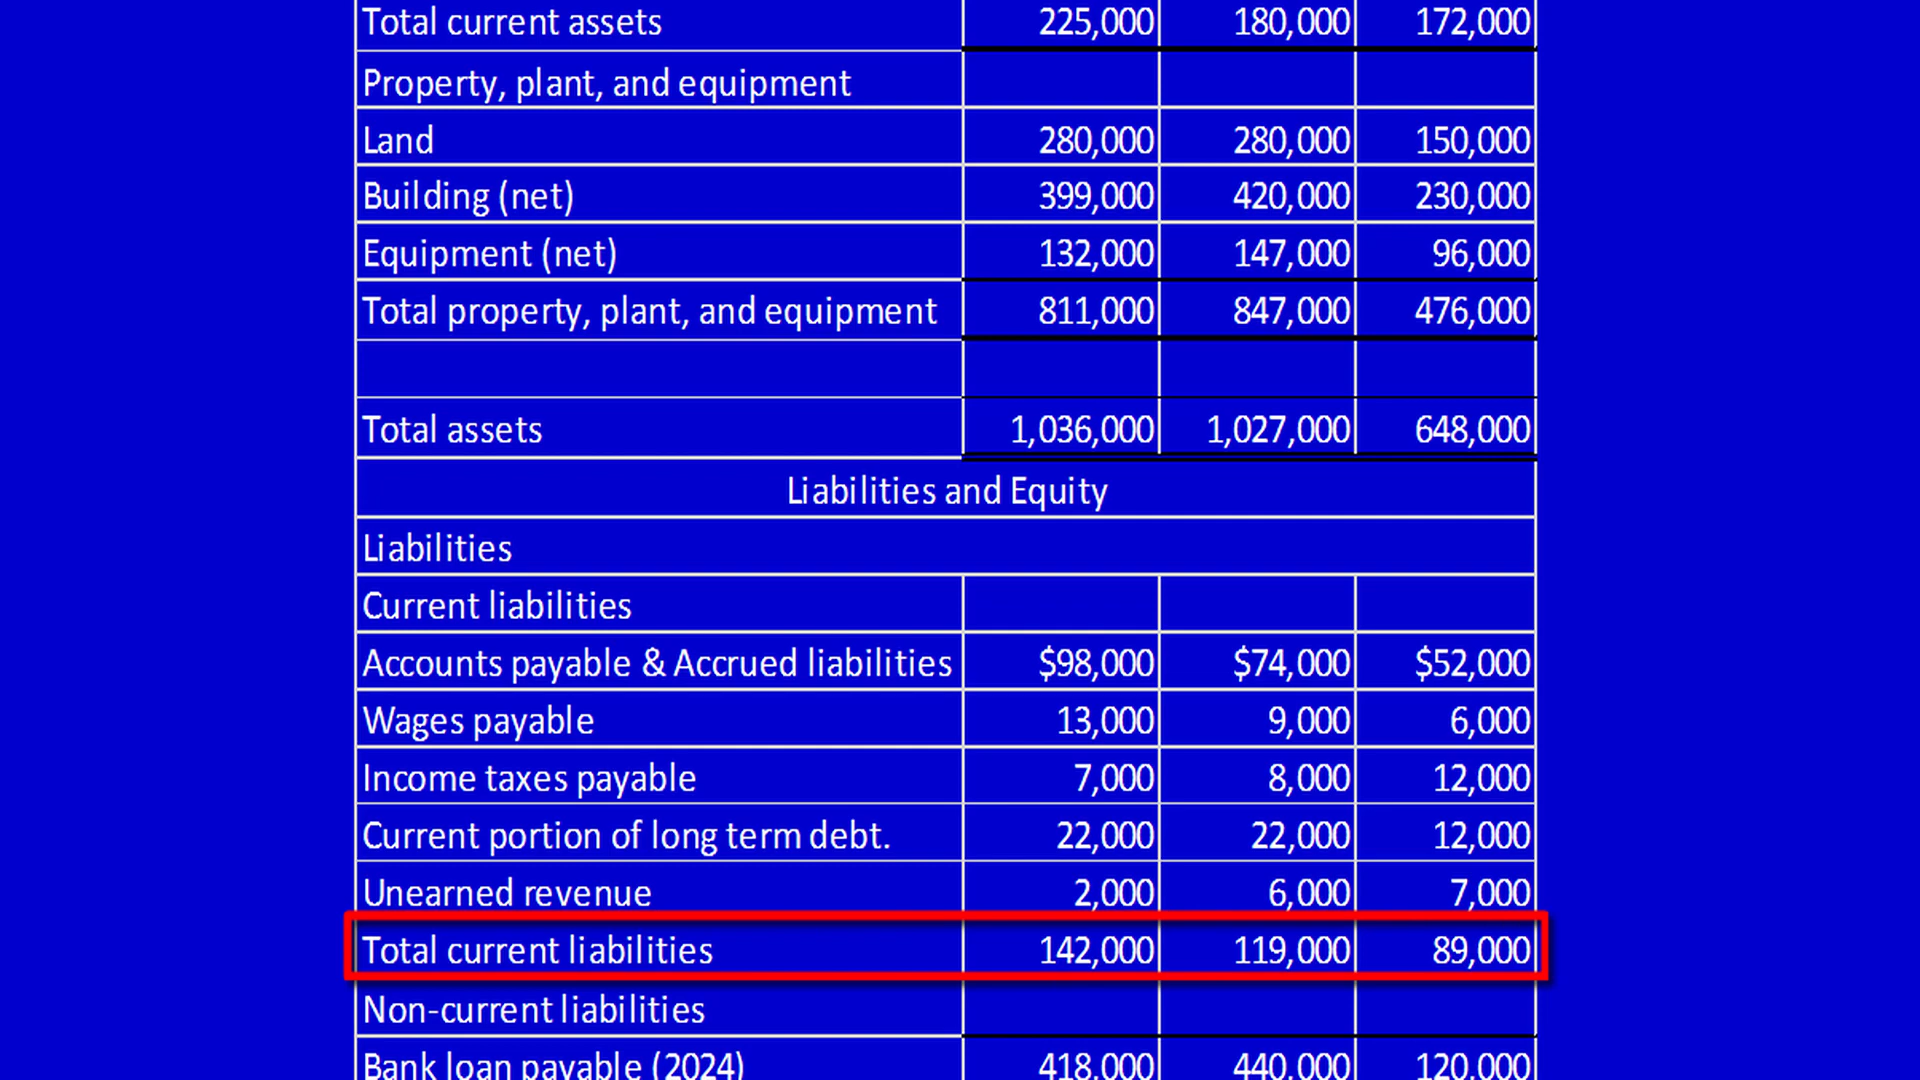 Total current assets 225,000 180,000 172,000
Property, plant, and equipment
Land 280,000 280,000 150,000
Building (net) 399,000 420,000 230,000
Equipment (net) 132,000 147,000 96,000
Total property, plant, and equipment 811,000 847,000 476,000
Total assets 1,036,000 1,027,000 648,000
Liabilities and Equity
Liabilities
Current liabilities
Accounts payable & Accrued liabilities $98,000 $74,000 $52,000
Wages payable 13,000 9,000 6,000
Income taxes payable 7,000 8,000 12,000
Current portion of long term debt. 22,000 22,000 12,000
Unearned revenue 2,000 6,000 7,000
Total current liabilities 142,000 119,000 89,000
Non-current liabilities
Bank loan payable (2024) 418,000 440,000 120,000